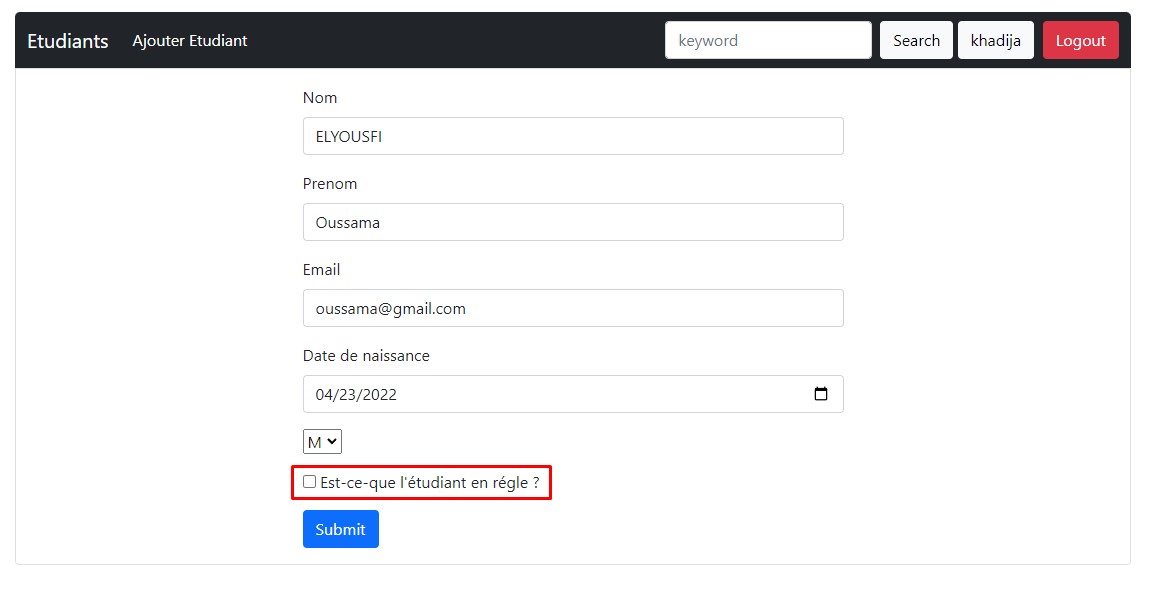 Etudiants Ajouter Etudiant keyword Search khadija Logout
Nom
ELYOUSFI
Prenom
Oussama
Email
oussama@gmail.com
Date de naissance
04/23/2022
M
Est-ce-que l'étudiant en régle ?
Submit